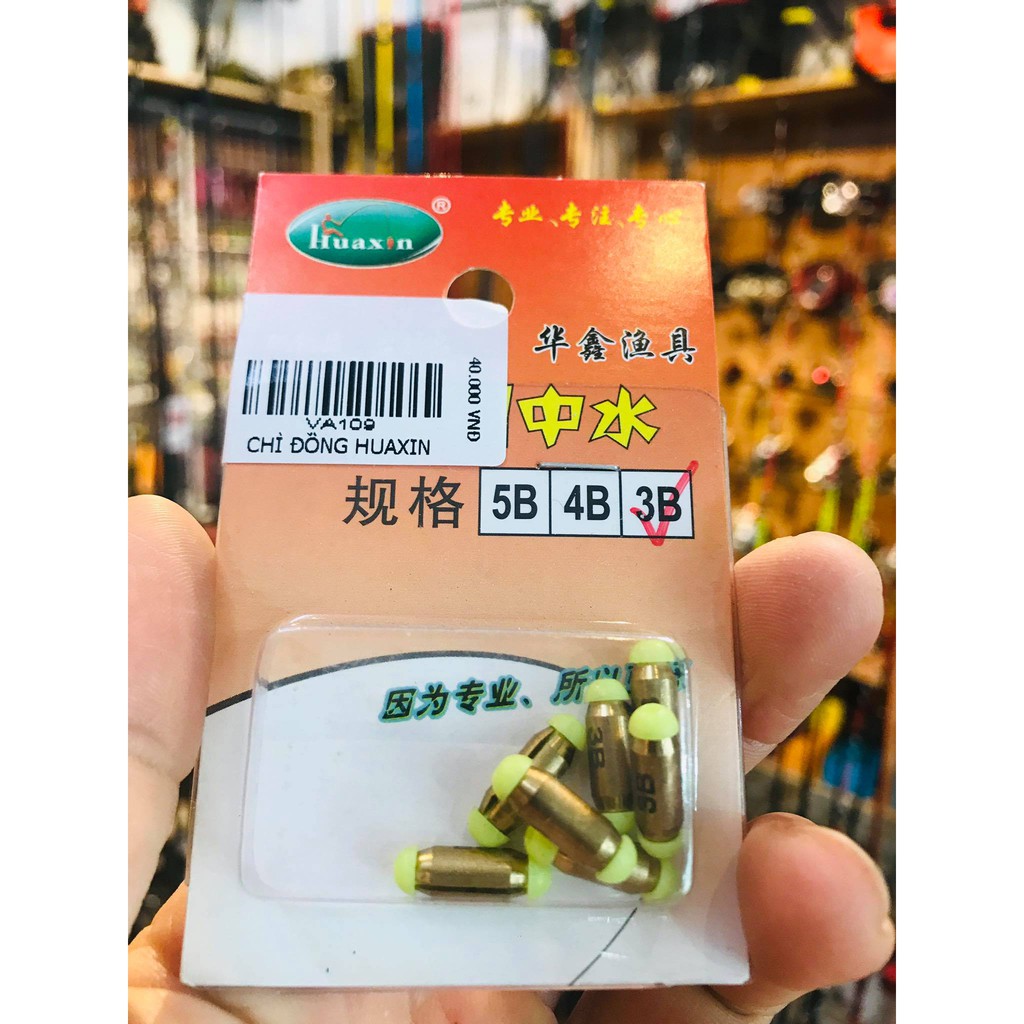 Huaxin ®
专业、专注、专心
华鑫渔具
40.000 VNĐ
VA109
CHÌ ĐỒNG HUAXIN
中水
规格 5B 4B 3B
因为专业、所以
3B
3B